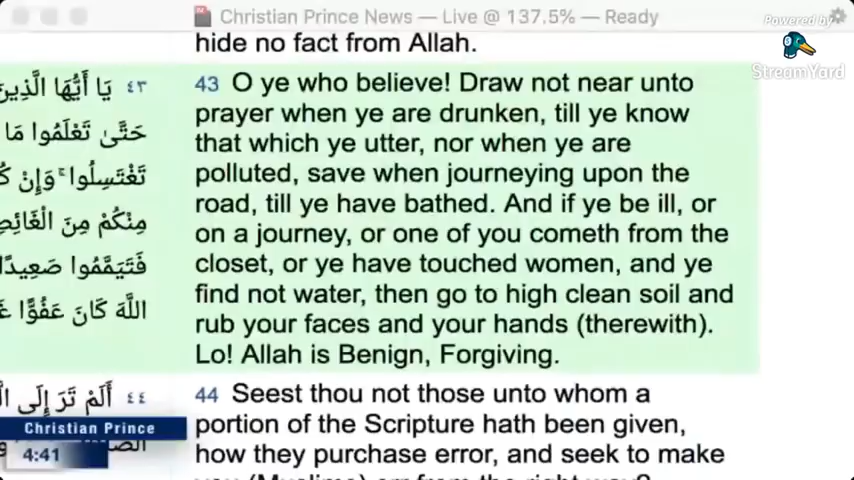 Christian Prince News — Live @ 137.5% — Ready
Powered by
StreamYard
hide no fact from Allah.
43 O ye who believe! Draw not near unto
prayer when ye are drunken, till ye know
that which ye utter, nor when ye are
polluted, save when journeying upon the
road, till ye have bathed. And if ye be ill, or
on a journey, or one of you cometh from the
closet, or ye have touched women, and ye
find not water, then go to high clean soil and
rub your faces and your hands (therewith).
Lo! Allah is Benign, Forgiving.
٤٣ يَا أَيُّهَا الَّذِينَ
حَتَّىٰ تَعْلَمُوا مَا
تَغْتَسِلُوا ۚ وَإِنْ
مِنْكُمْ مِنَ الْغَائِطِ
فَتَيَمَّمُوا صَعِيدًا
اللَّهَ كَانَ عَفُوًّا
44 Seest thou not those unto whom a
portion of the Scripture hath been given,
how they purchase error, and seek to make
you (Muslims) err from the right way?
٤٤ أَلَمْ تَرَ إِلَى
Christian Prince
4:41